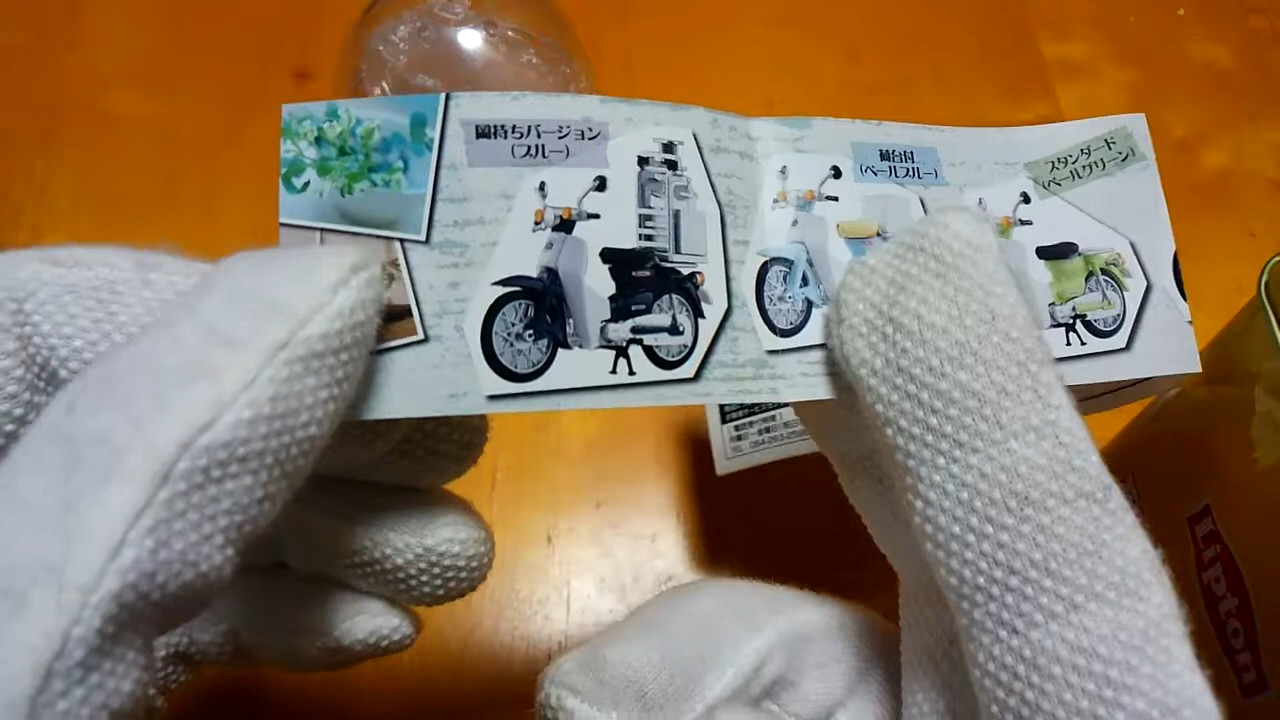 岡持ちバージョン
(ブルー)
荷台付
(ペールブルー)
スタンダード
(ペールグリーン)
Lipton